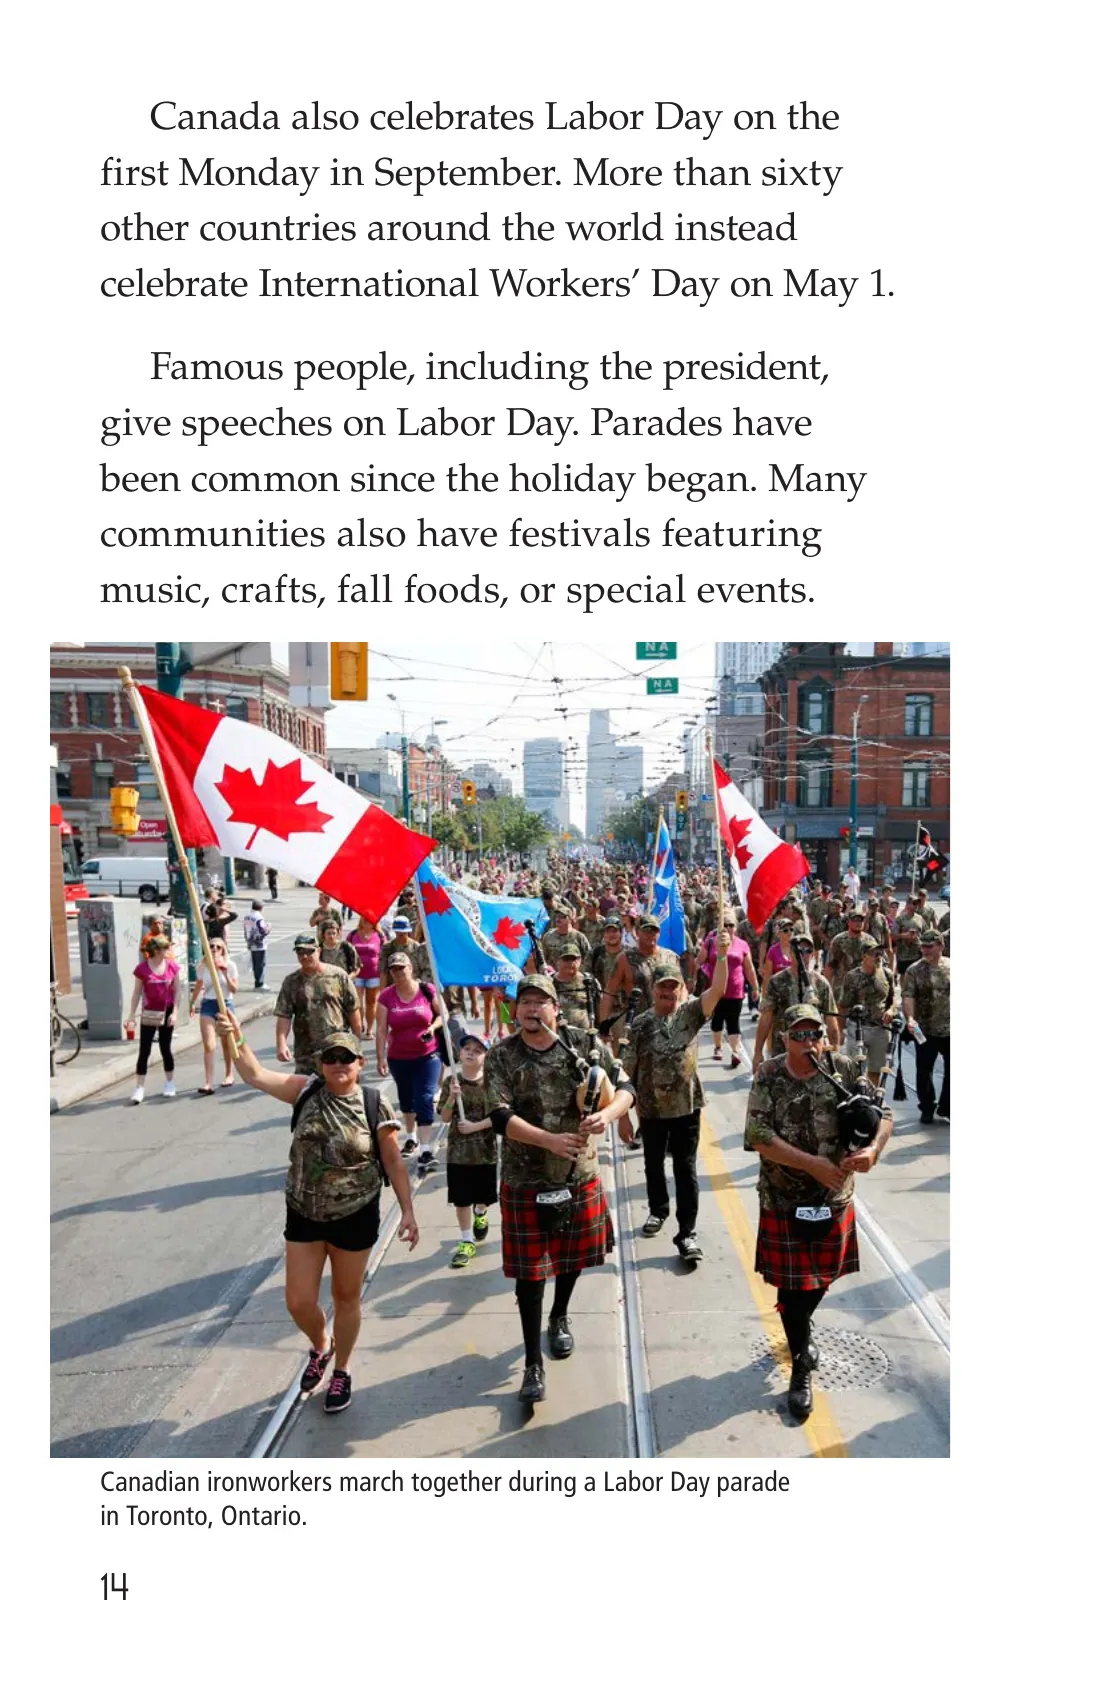 Canada also celebrates Labor Day on the
first Monday in September. More than sixty
other countries around the world instead
celebrate International Workers’ Day on May 1.
Famous people, including the president,
give speeches on Labor Day. Parades have
been common since the holiday began. Many
communities also have festivals featuring
music, crafts, fall foods, or special events.
N A
N A
Open
Canadian ironworkers march together during a Labor Day parade
in Toronto, Ontario.
14